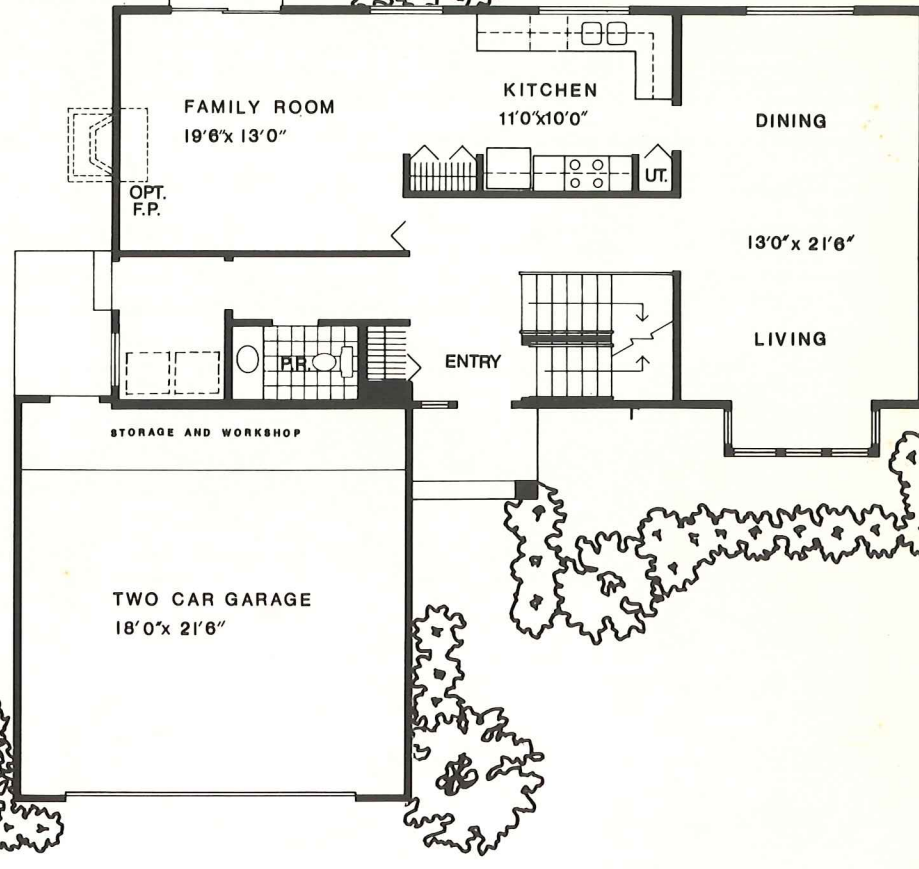 FAMILY ROOM
19'6"x 13'0"
KITCHEN
11'0"x10'0"
DINING
OPT.
F.P.
UT.
13'0"x 21'6"
LIVING
P.R.
ENTRY
STORAGE AND WORKSHOP
TWO CAR GARAGE
18'0"x 21'6"